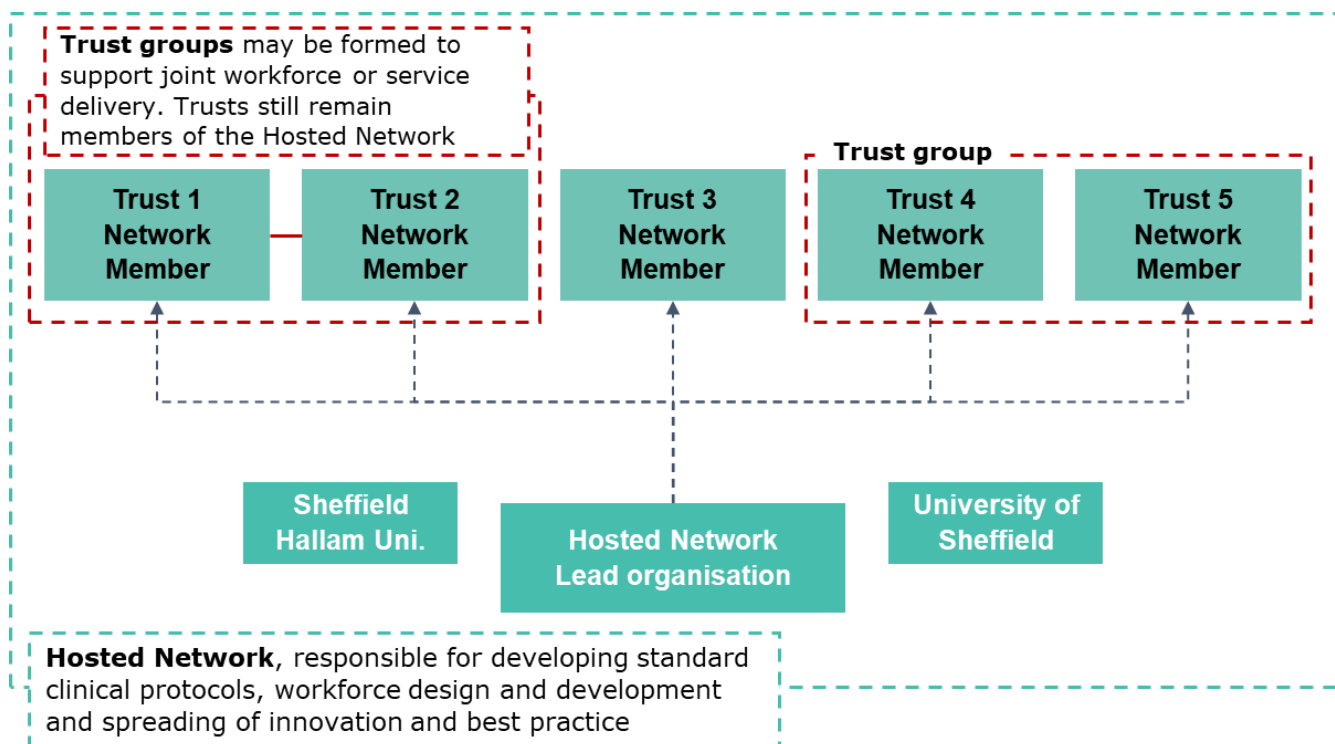 Trust groups may be formed to
support joint workforce or service
delivery. Trusts still remain
members of the Hosted Network
Trust group
Trust 1
Network
Member
Trust 2
Network
Member
Trust 3
Network
Member
Trust 4
Network
Member
Trust 5
Network
Member
Sheffield
Hallam Uni.
Hosted Network
Lead organisation
University of
Sheffield
Hosted Network, responsible for developing standard
clinical protocols, workforce design and development
and spreading of innovation and best practice